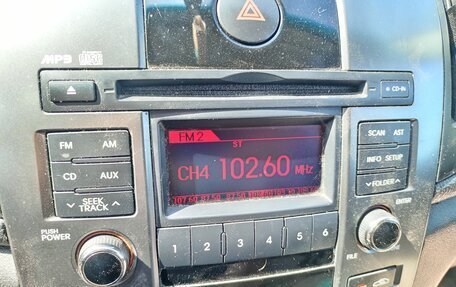 MP3
CD-IN
FM AM
CD AUX
SEEK
TRACK
PUSH
POWER
FM2
ST
CH4 102.60 MHz
1 2 3 4 5 6
SCAN AST
INFO SETUP
FOLDER
ENTER
FILE